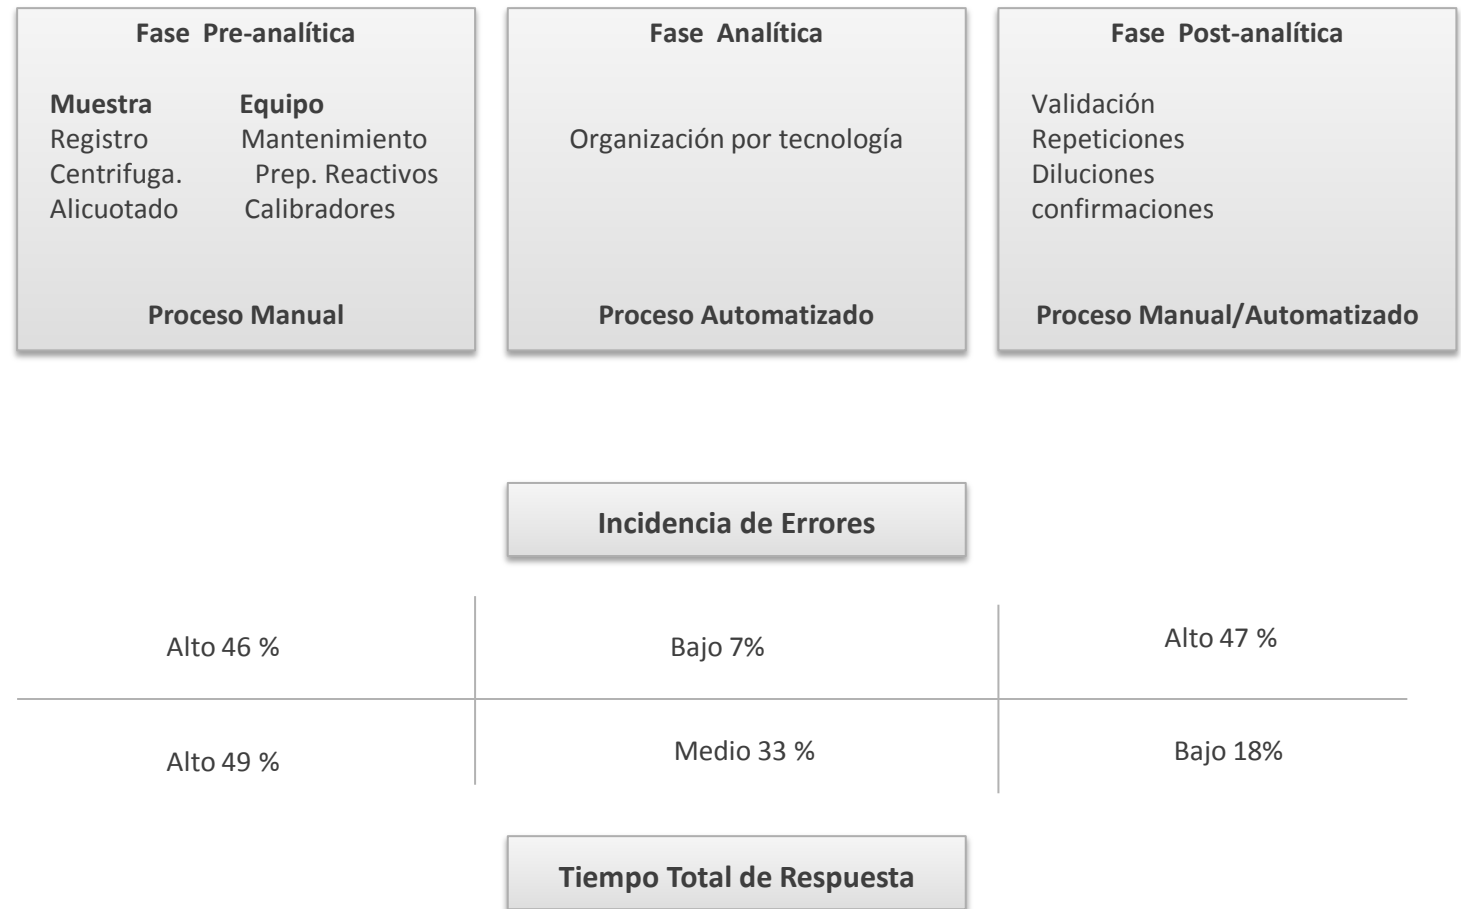 Fase Pre-analítica
Muestra Equipo
Registro Mantenimiento
Centrifuga. Prep. Reactivos
Alicuotado Calibradores
Proceso Manual
Fase Analítica
Organización por tecnología
Proceso Automatizado
Fase Post-analítica
Validación
Repeticiones
Diluciones
confirmaciones
Proceso Manual/Automatizado
Incidencia de Errores
Alto 46 %
Bajo 7%
Alto 47 %
Alto 49 %
Medio 33 %
Bajo 18%
Tiempo Total de Respuesta